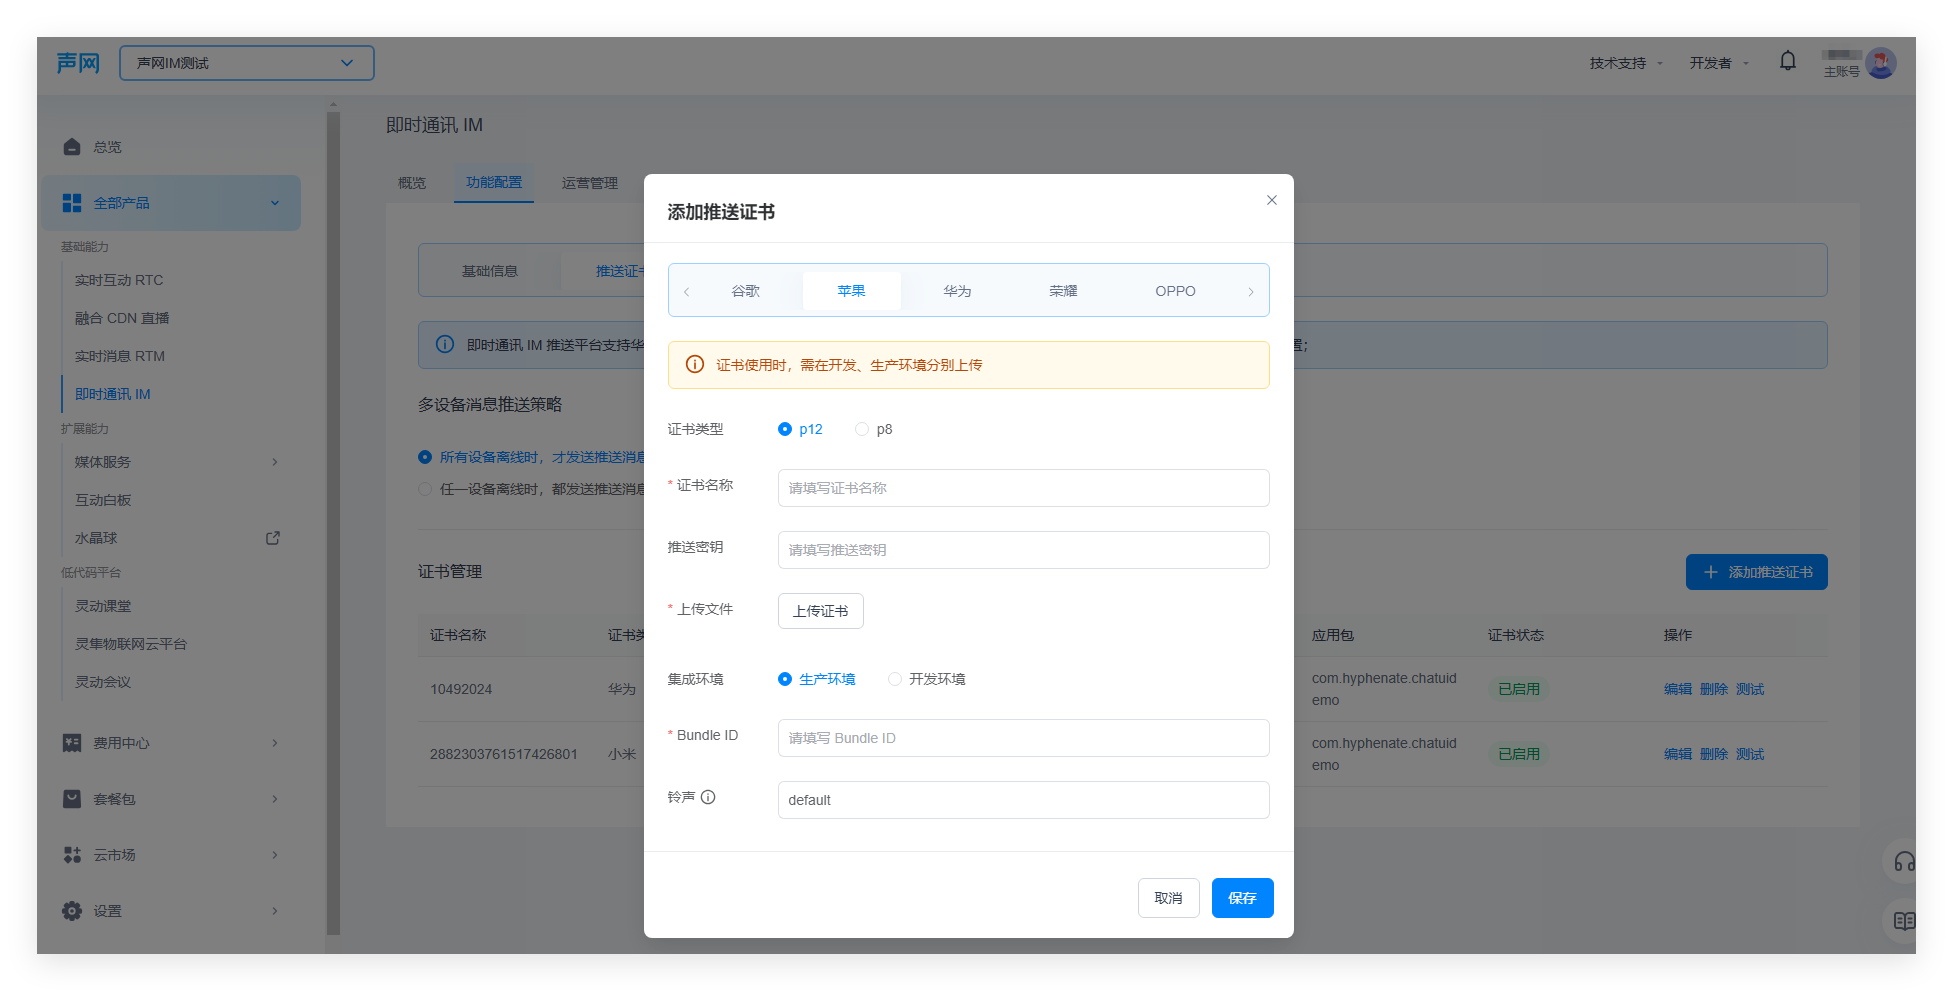 声网
声网IM测试
技术支持
开发者
主账号
总览
全部产品
基础能力
实时互动 RTC
融合 CDN 直播
实时消息 RTM
即时通讯 IM
扩展能力
媒体服务
互动白板
水晶球
低代码平台
灵动课堂
灵隼物联网云平台
灵动会议
费用中心
套餐包
云市场
设置
即时通讯 IM
概览
功能配置
运营管理
基础信息
推送证
即时通讯 IM 推送平台支持华
置;
多设备消息推送策略
所有设备离线时，才发送推送消息
任一设备离线时，都发送推送消息
证书管理
添加推送证书
证书名称
证书类
应用包
证书状态
操作
10492024
华为
com.hyphenate.chatuid
emo
已启用
编辑 删除 测试
2882303761517426801
小米
com.hyphenate.chatuid
emo
已启用
编辑 删除 测试
添加推送证书
谷歌
苹果
华为
荣耀
OPPO
证书使用时，需在开发、生产环境分别上传
证书类型
p12
p8
* 证书名称
请填写证书名称
推送密钥
请填写推送密钥
* 上传文件
上传证书
集成环境
生产环境
开发环境
* Bundle ID
请填写 Bundle ID
铃声
default
取消
保存